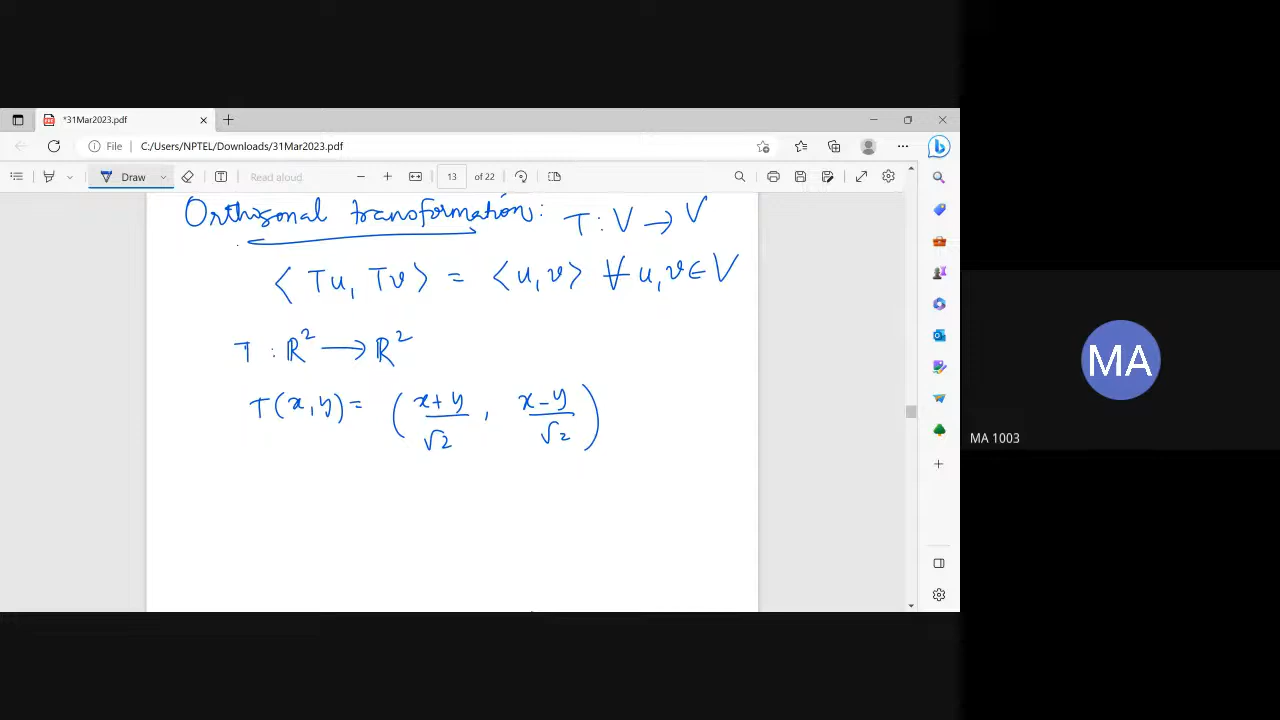 *31Mar2023.pdf
File | C:/Users/NPTEL/Downloads/31Mar2023.pdf
Draw Read aloud 13 of 22
Orthogonal transformation: T : V → V
⟨ Tu, Tv ⟩ = ⟨ u, v ⟩ ∀ u, v ∈ V
T : ℝ² → ℝ²
T(x,y) = ( (x+y)/√2 , (x-y)/√2 )
MA
MA 1003